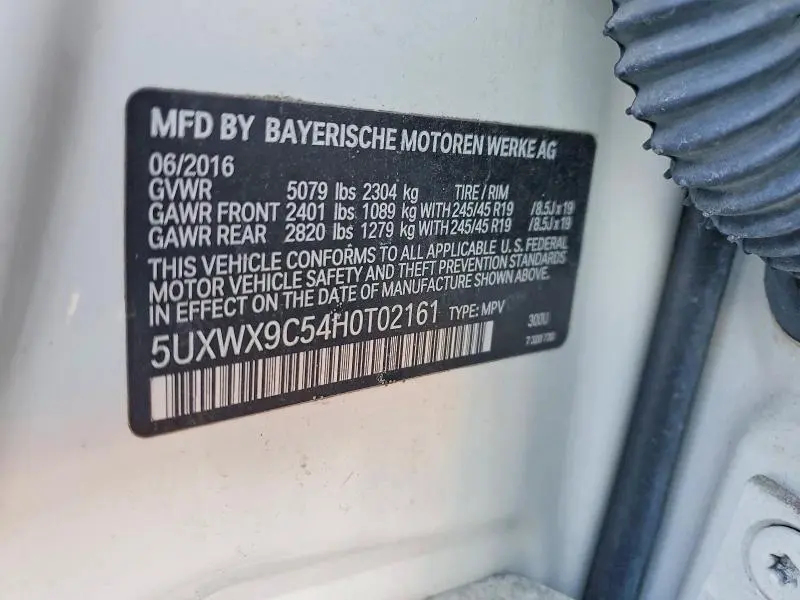 MFD BY BAYERISCHE MOTOREN WERKE AG
06/2016
GVWR 5079 lbs 2304 kg TIRE / RIM
GAWR FRONT 2401 lbs 1089 kg WITH 245/45 R19 /8.5J x 19
GAWR REAR 2820 lbs 1279 kg WITH 245/45 R19 /8.5J x 19
THIS VEHICLE CONFORMS TO ALL APPLICABLE U.S. FEDERAL
MOTOR VEHICLE SAFETY AND THEFT PREVENTION STANDARDS
IN EFFECT ON THE DATE OF MANUFACTURE SHOWN ABOVE.
5UXWX9C54H0T02161 TYPE: MPV 300U